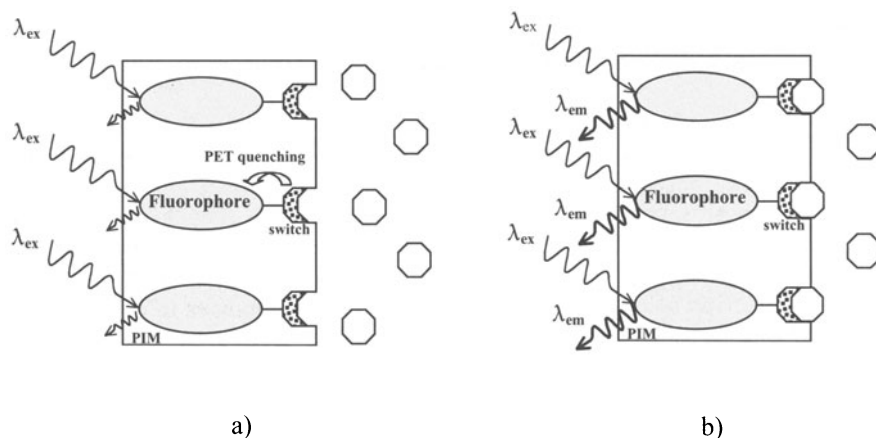 λex
λex
PET quenching
Fluorophore
switch
λex
PIM
a)
λex
λem
λex
Fluorophore
λem
switch
λex
λem
PIM
b)